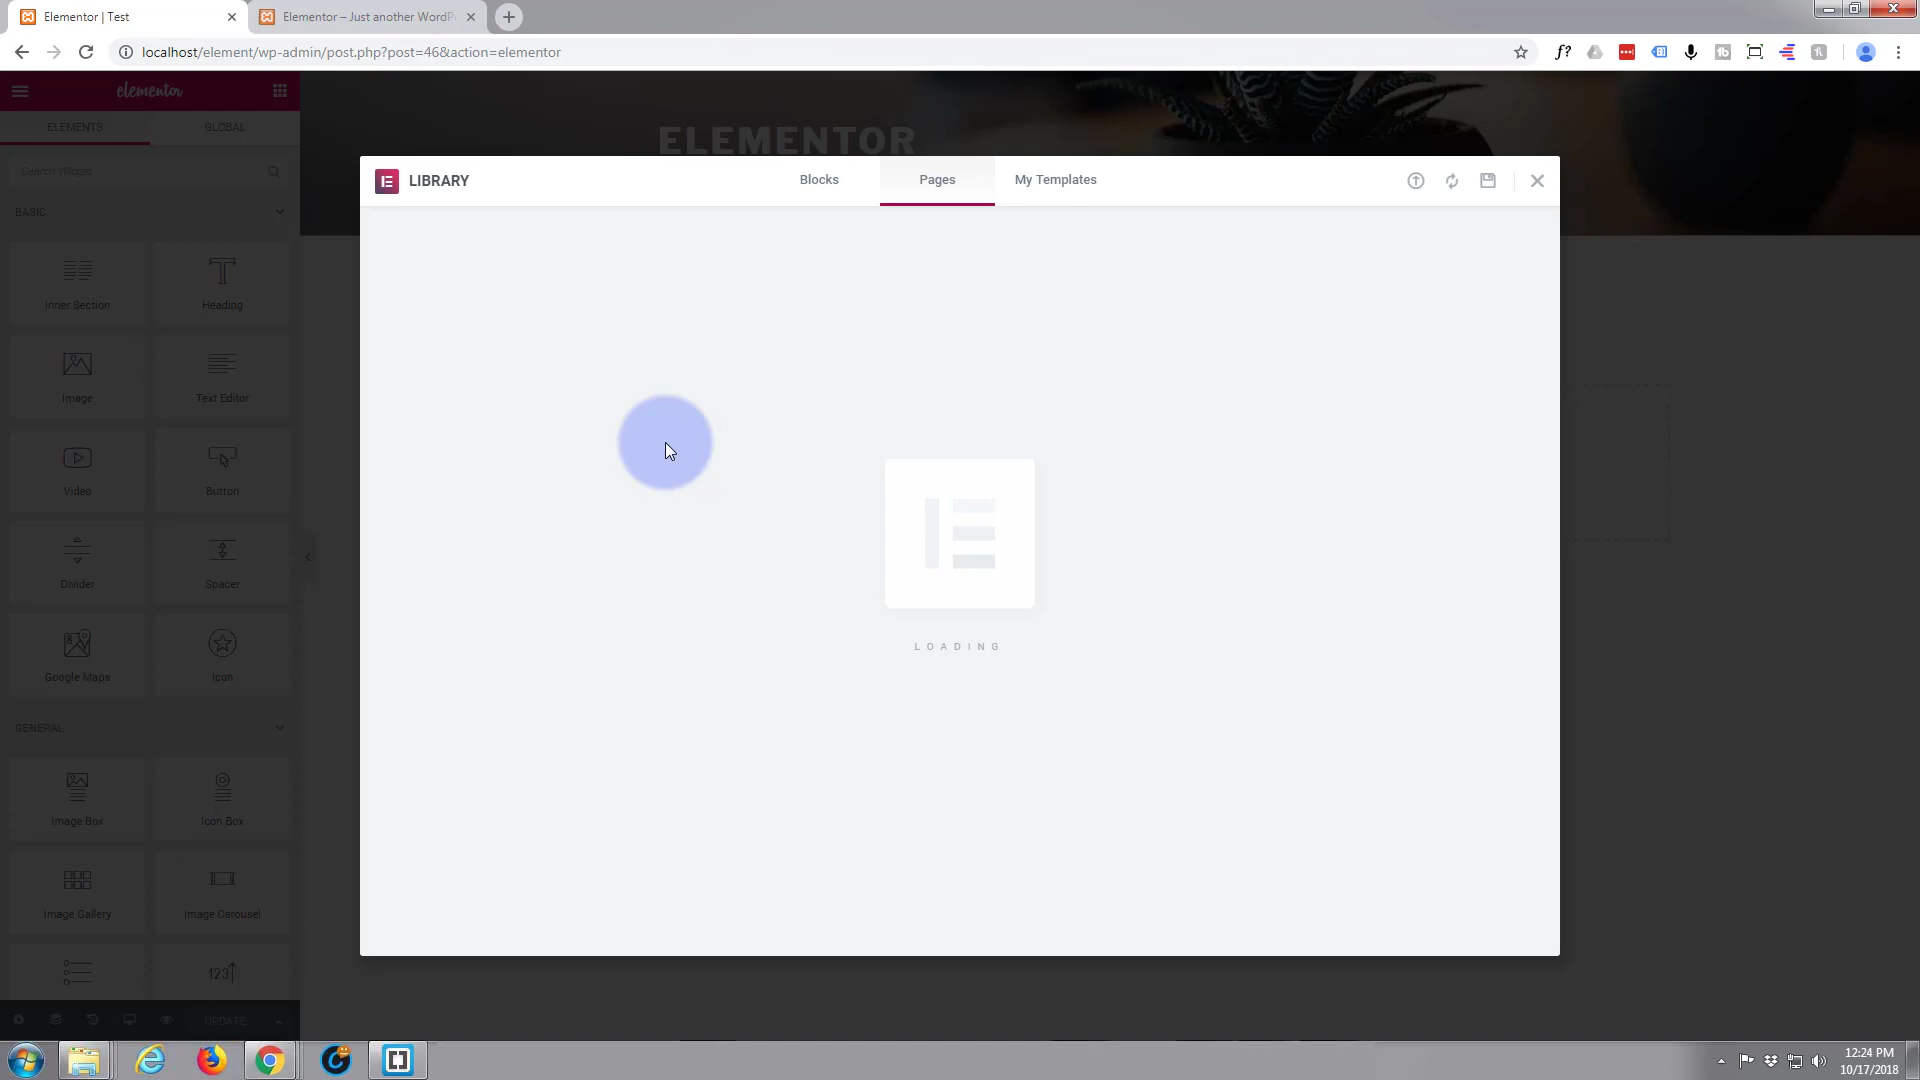 Elementor | Test
Elementor – Just another WordP
localhost/element/wp-admin/post.php?post=46&action=elementor
f?
elementor
ELEMENTS
GLOBAL
Search Widget
BASIC
Inner Section
Heading
Image
Text Editor
Video
Button
Divider
Spacer
Google Maps
Icon
GENERAL
Image Box
Icon Box
Image Gallery
Image Carousel
123
UPDATE
ELEMENTOR
LIBRARY
Blocks
Pages
My Templates
LOADING
12:24 PM
10/17/2018